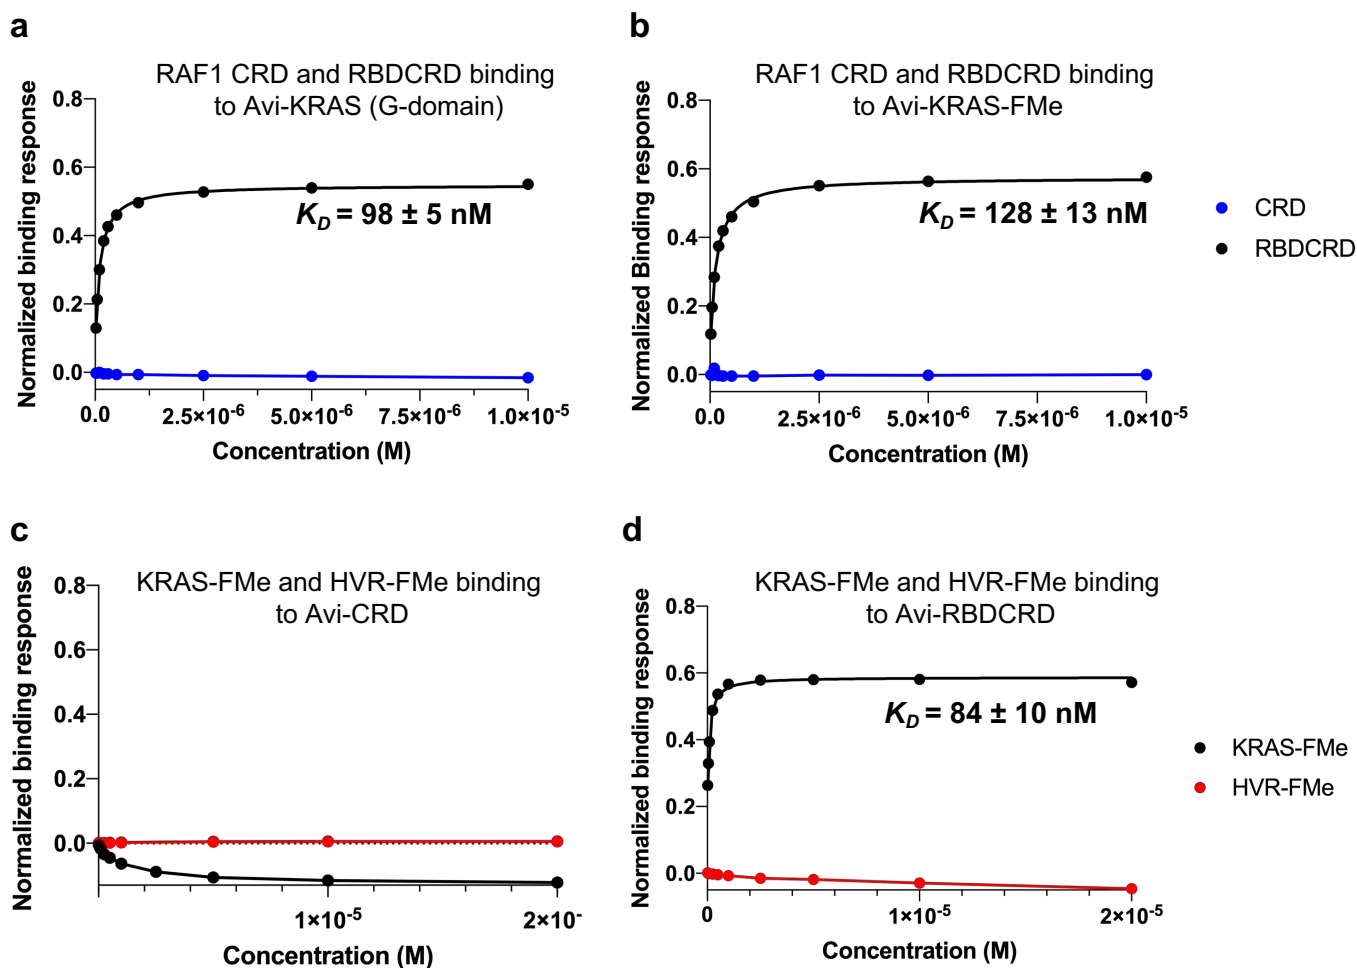 a
RAF1 CRD and RBDCRD binding
to Avi-KRAS (G-domain)
Normalized binding response
0.8
0.6
0.4
0.2
0.0
K_D = 98 ± 5 nM
0.0
2.5×10⁻⁶
5.0×10⁻⁶
7.5×10⁻⁶
1.0×10⁻⁵
Concentration (M)
b
RAF1 CRD and RBDCRD binding
to Avi-KRAS-FMe
Normalized Binding response
0.8
0.6
0.4
0.2
0.0
K_D = 128 ± 13 nM
0.0
2.5×10⁻⁶
5.0×10⁻⁶
7.5×10⁻⁶
1.0×10⁻⁵
Concentration (M)
CRD
RBDCRD
c
KRAS-FMe and HVR-FMe binding
to Avi-CRD
Normalized binding response
0.8
0.6
0.4
0.2
0.0
1×10⁻⁵
2×10⁻
Concentration (M)
d
KRAS-FMe and HVR-FMe binding
to Avi-RBDCRD
Normalized binding response
0.8
0.6
0.4
0.2
0.0
K_D = 84 ± 10 nM
0
1×10⁻⁵
2×10⁻⁵
Concentration (M)
KRAS-FMe
HVR-FMe